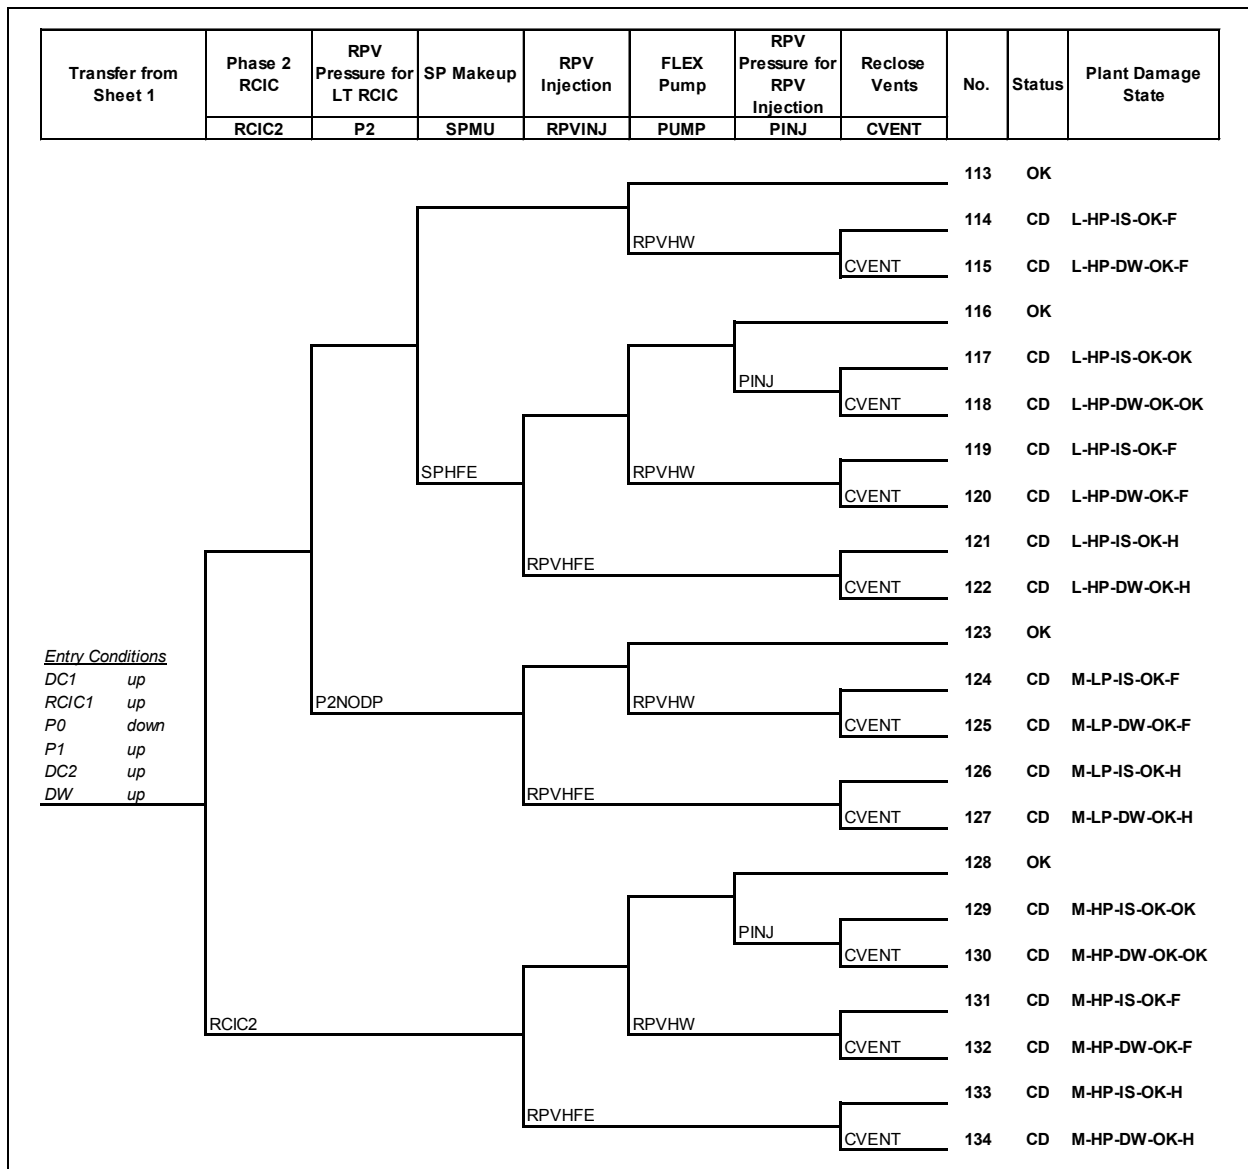 Transfer from Sheet 1
Phase 2 RCIC
RPV Pressure for LT RCIC
SP Makeup
RPV Injection
FLEX Pump
RPV Pressure for RPV Injection
Reclose Vents
No.
Status
Plant Damage State
RCIC2 P2 SPMU RPVINJ PUMP PINJ CVENT
113 OK
114 CD L-HP-IS-OK-F
RPVHW
CVENT 115 CD L-HP-DW-OK-F
116 OK
117 CD L-HP-IS-OK-OK
PINJ
CVENT 118 CD L-HP-DW-OK-OK
119 CD L-HP-IS-OK-F
SPHFE RPVHW
CVENT 120 CD L-HP-DW-OK-F
121 CD L-HP-IS-OK-H
RPVHFE
CVENT 122 CD L-HP-DW-OK-H
123 OK
Entry Conditions
DC1 up
RCIC1 up
P0 down
P1 up
DC2 up
DW up
124 CD M-LP-IS-OK-F
P2NODP RPVHW
CVENT 125 CD M-LP-DW-OK-F
126 CD M-LP-IS-OK-H
RPVHFE
CVENT 127 CD M-LP-DW-OK-H
128 OK
129 CD M-HP-IS-OK-OK
PINJ
CVENT 130 CD M-HP-DW-OK-OK
131 CD M-HP-IS-OK-F
RCIC2 RPVHW
CVENT 132 CD M-HP-DW-OK-F
133 CD M-HP-IS-OK-H
RPVHFE
CVENT 134 CD M-HP-DW-OK-H